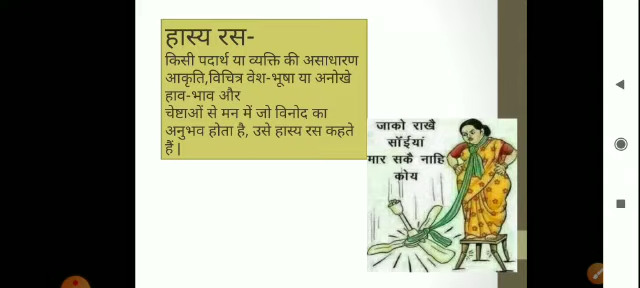 हास्य रस-
किसी पदार्थ या व्यक्ति की असाधारण
आकृति,विचित्र वेश-भूषा या अनोखे
हाव-भाव और
चेष्टाओं से मन में जो विनोद का
अनुभव होता है, उसे हास्य रस कहते
हैं |
जाको राखै
सॉईयां
मार सकै नाहि
कोय